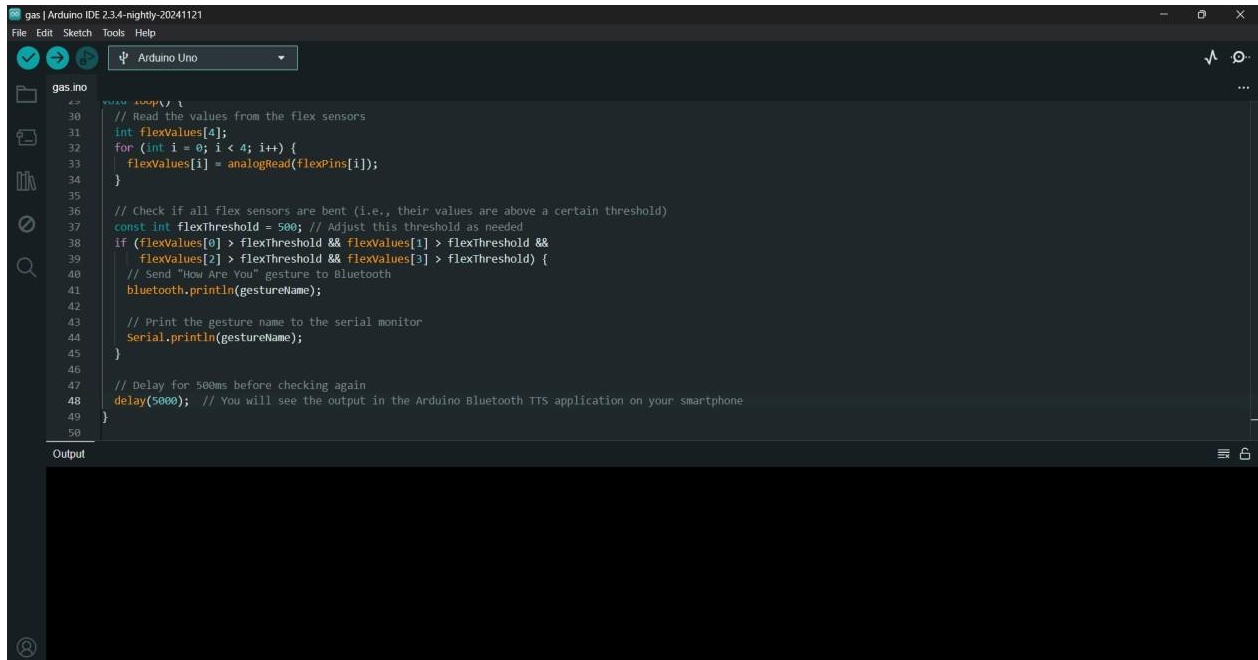 gas | Arduino IDE 2.3.4-nightly-20241121
File Edit Sketch Tools Help
Arduino Uno
gas.ino
29 void loop() {
30 // Read the values from the flex sensors
31 int flexValues[4];
32 for (int i = 0; i < 4; i++) {
33 flexValues[i] = analogRead(flexPins[i]);
34 }
35
36 // Check if all flex sensors are bent (i.e., their values are above a certain threshold)
37 const int flexThreshold = 500; // Adjust this threshold as needed
38 if (flexValues[0] > flexThreshold && flexValues[1] > flexThreshold &&
39 flexValues[2] > flexThreshold && flexValues[3] > flexThreshold) {
40 // Send "How Are You" gesture to Bluetooth
41 bluetooth.println(gestureName);
42
43 // Print the gesture name to the serial monitor
44 Serial.println(gestureName);
45 }
46
47 // Delay for 500ms before checking again
48 delay(5000); // You will see the output in the Arduino Bluetooth TTS application on your smartphone
49 }
50
Output